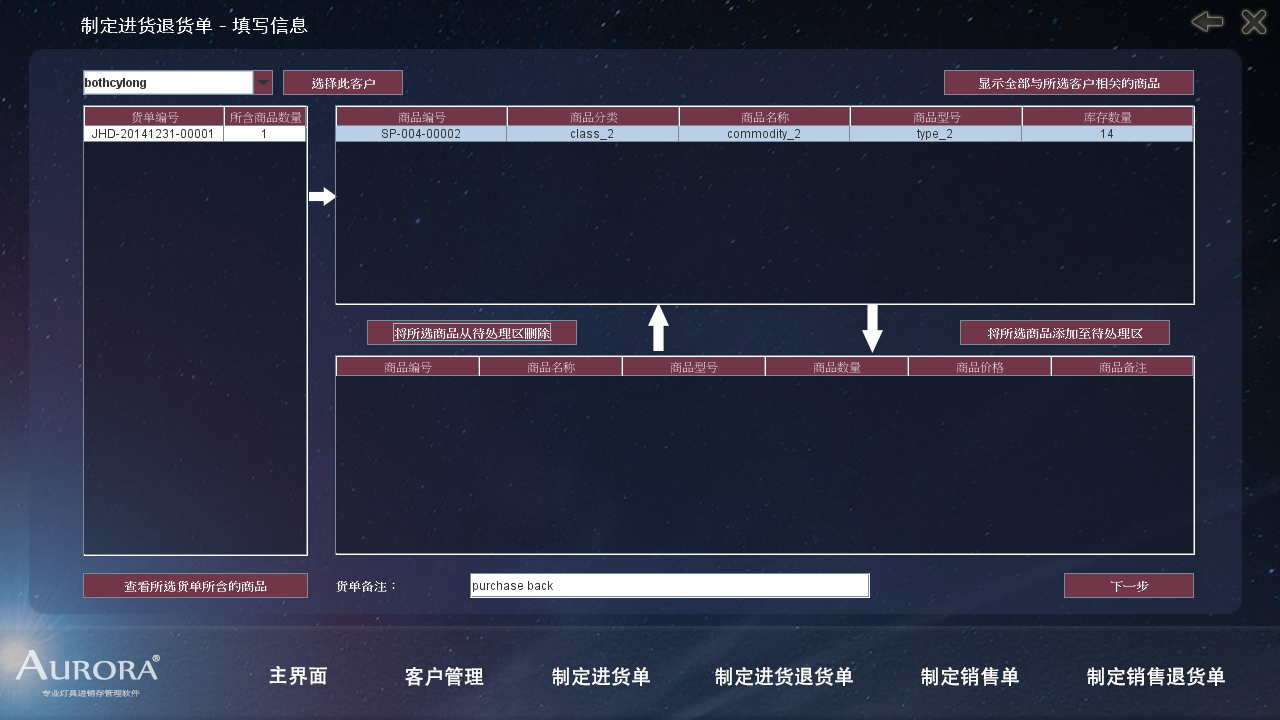 制定进货退货单 - 填写信息
bothcylong
选择此客户
显示全部与所选客户相关的商品
货单编号 所含商品数量
JHD-20141231-00001 1
商品编号 商品分类 商品名称 商品型号 库存数量
SP-004-00002 class_2 commodity_2 type_2 14
将所选商品从待处理区删除
将所选商品添加至待处理区
商品编号 商品名称 商品型号 商品数量 商品价格 商品备注
查看所选货单所含的商品
货单备注：
purchase back
下一步
AURORA®
专业灯具进销存管理软件
主界面 客户管理 制定进货单 制定进货退货单 制定销售单 制定销售退货单